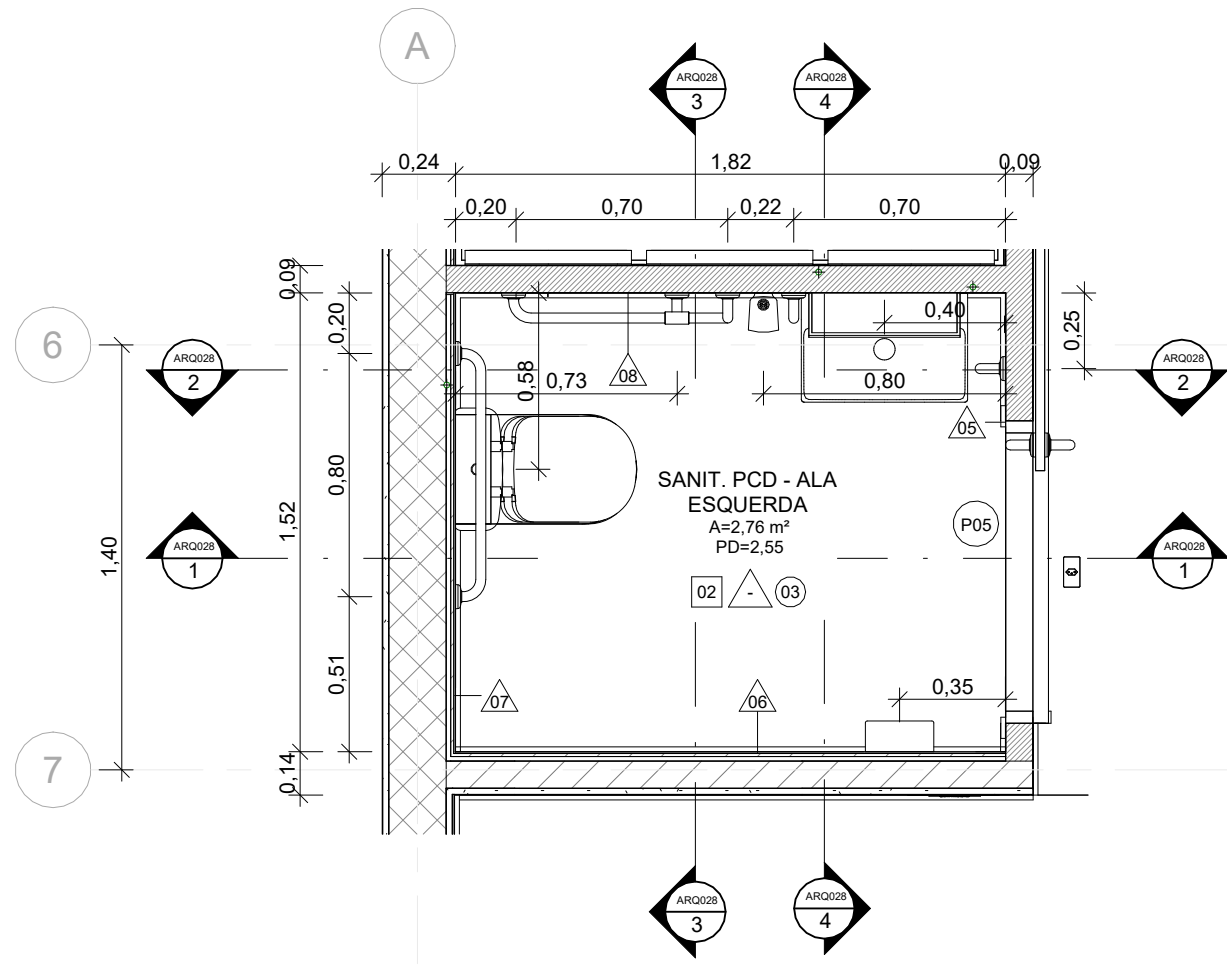 A
ARQ028
3
ARQ028
4
0,24
1,82
0,09
0,20
0,70
0,22
0,70
0,09
0,20
0,40
0,25
6
ARQ028
2
0,58
0,73
08
0,80
ARQ028
2
05
0,80
1,52
1,40
SANIT. PCD - ALA
ESQUERDA
A=2,76 m²
PD=2,55
P05
ARQ028
1
ARQ028
1
02
-
03
0,51
07
06
0,35
7
0,14
ARQ028
3
ARQ028
4